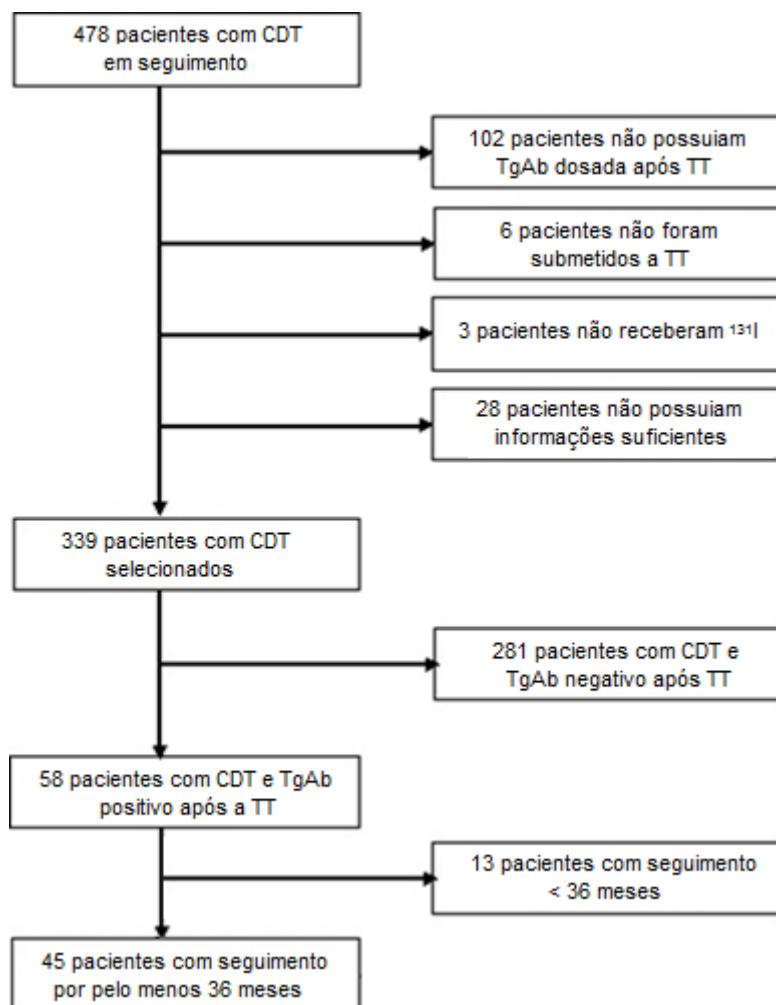 478 pacientes com CDT
em seguimento
102 pacientes não possuiam
TgAb dosada após TT
6 pacientes não foram
submetidos a TT
3 pacientes não receberam ¹³¹I
28 pacientes não possuiam
informações suficientes
339 pacientes com CDT
selecionados
281 pacientes com CDT e
TgAb negativo após TT
58 pacientes com CDT e TgAb
positivo após a TT
13 pacientes com seguimento
< 36 meses
45 pacientes com seguimento
por pelo menos 36 meses